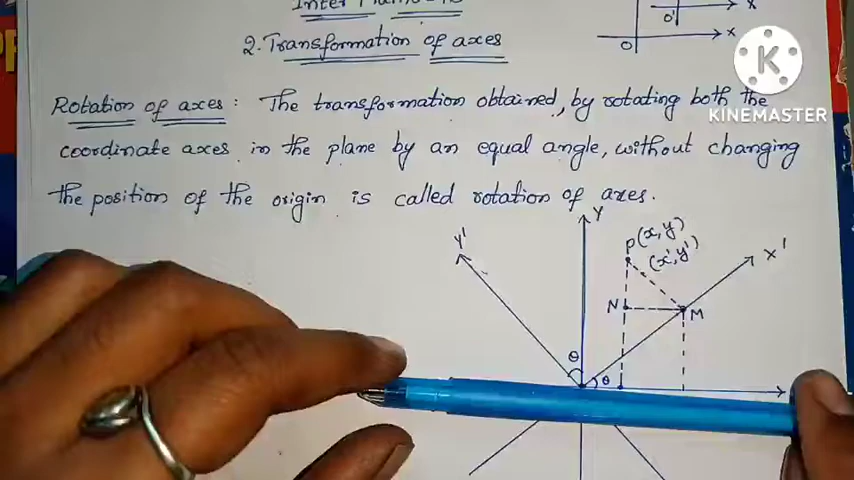 2. Transformation of axes
O' X
O X
K
KINEMASTER
Rotation of axes: The transformation obtained, by rotating both the
coordinate axes in the plane by an equal angle, without changing
the position of the origin is called rotation of axes.
Y' Y
P(x,y)
(x',y')
X'
N M
θ
θ